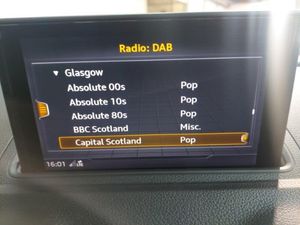 Radio: DAB
Glasgow
Absolute 00s Pop
Absolute 10s Pop
Absolute 80s Pop
BBC Scotland Misc.
Capital Scotland Pop
16:01